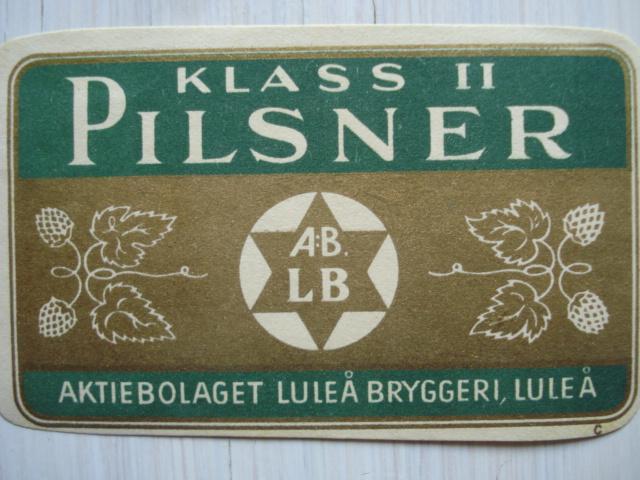 KLASS II
PILSNER
A:B.
LB
AKTIEBOLAGET LULEÅ BRYGGERI, LULEÅ
C